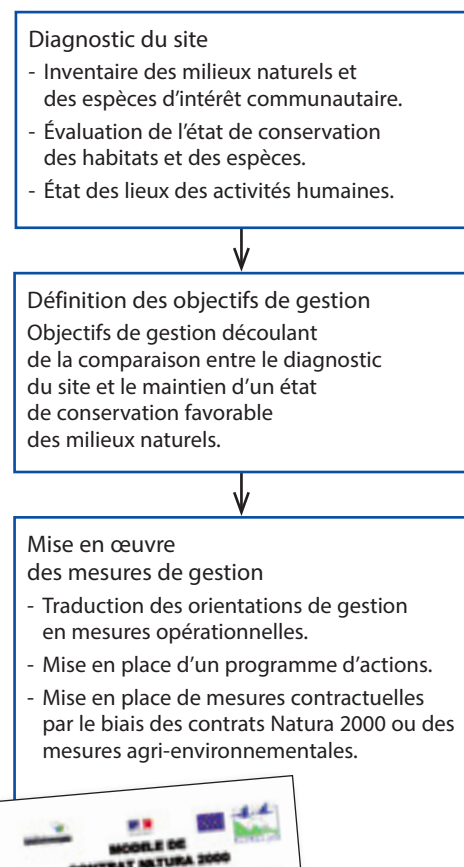 Diagnostic du site
- Inventaire des milieux naturels et
des espèces d'intérêt communautaire.
- Évaluation de l'état de conservation
des habitats et des espèces.
- État des lieux des activités humaines.
Définition des objectifs de gestion
Objectifs de gestion découlant
de la comparaison entre le diagnostic
du site et le maintien d'un état
de conservation favorable
des milieux naturels.
Mise en œuvre
des mesures de gestion
- Traduction des orientations de gestion
en mesures opérationnelles.
- Mise en place d'un programme d'actions.
- Mise en place de mesures contractuelles
par le biais des contrats Natura 2000 ou des
mesures agri-environnementales.
MODELE DE
CONTRAT NATURA 2000